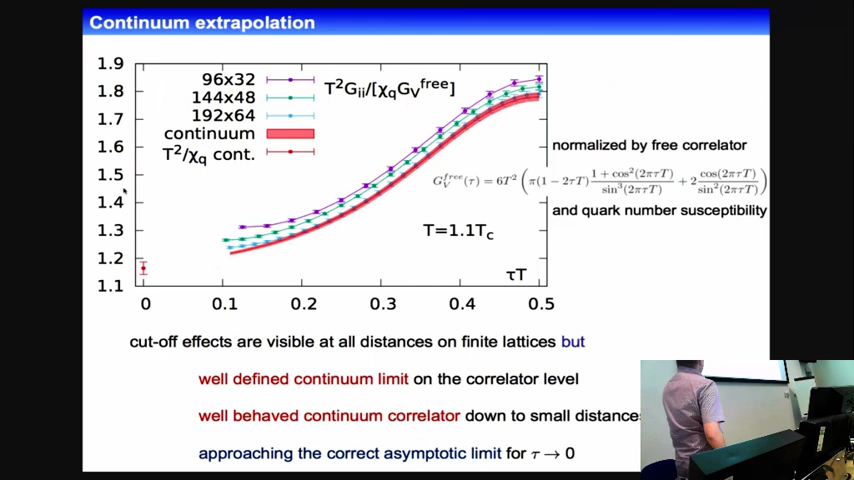 Continuum extrapolation
1.9
1.8
1.7
1.6
1.5
1.4
1.3
1.2
1.1
96x32
144x48
192x64
continuum
T²/χq cont.
T²Gii/[χqGV^free]
T=1.1Tc
τT
0
0.1
0.2
0.3
0.4
0.5
normalized by free correlator
G_V^free(τ) = 6T² ( π(1 − 2τT) (1 + cos²(2πτT))/(sin³(2πτT)) + 2 cos(2πτT)/sin²(2πτT) )
and quark number susceptibility
cut-off effects are visible at all distances on finite lattices but
well defined continuum limit on the correlator level
well behaved continuum correlator down to small distances
approaching the correct asymptotic limit for τ → 0